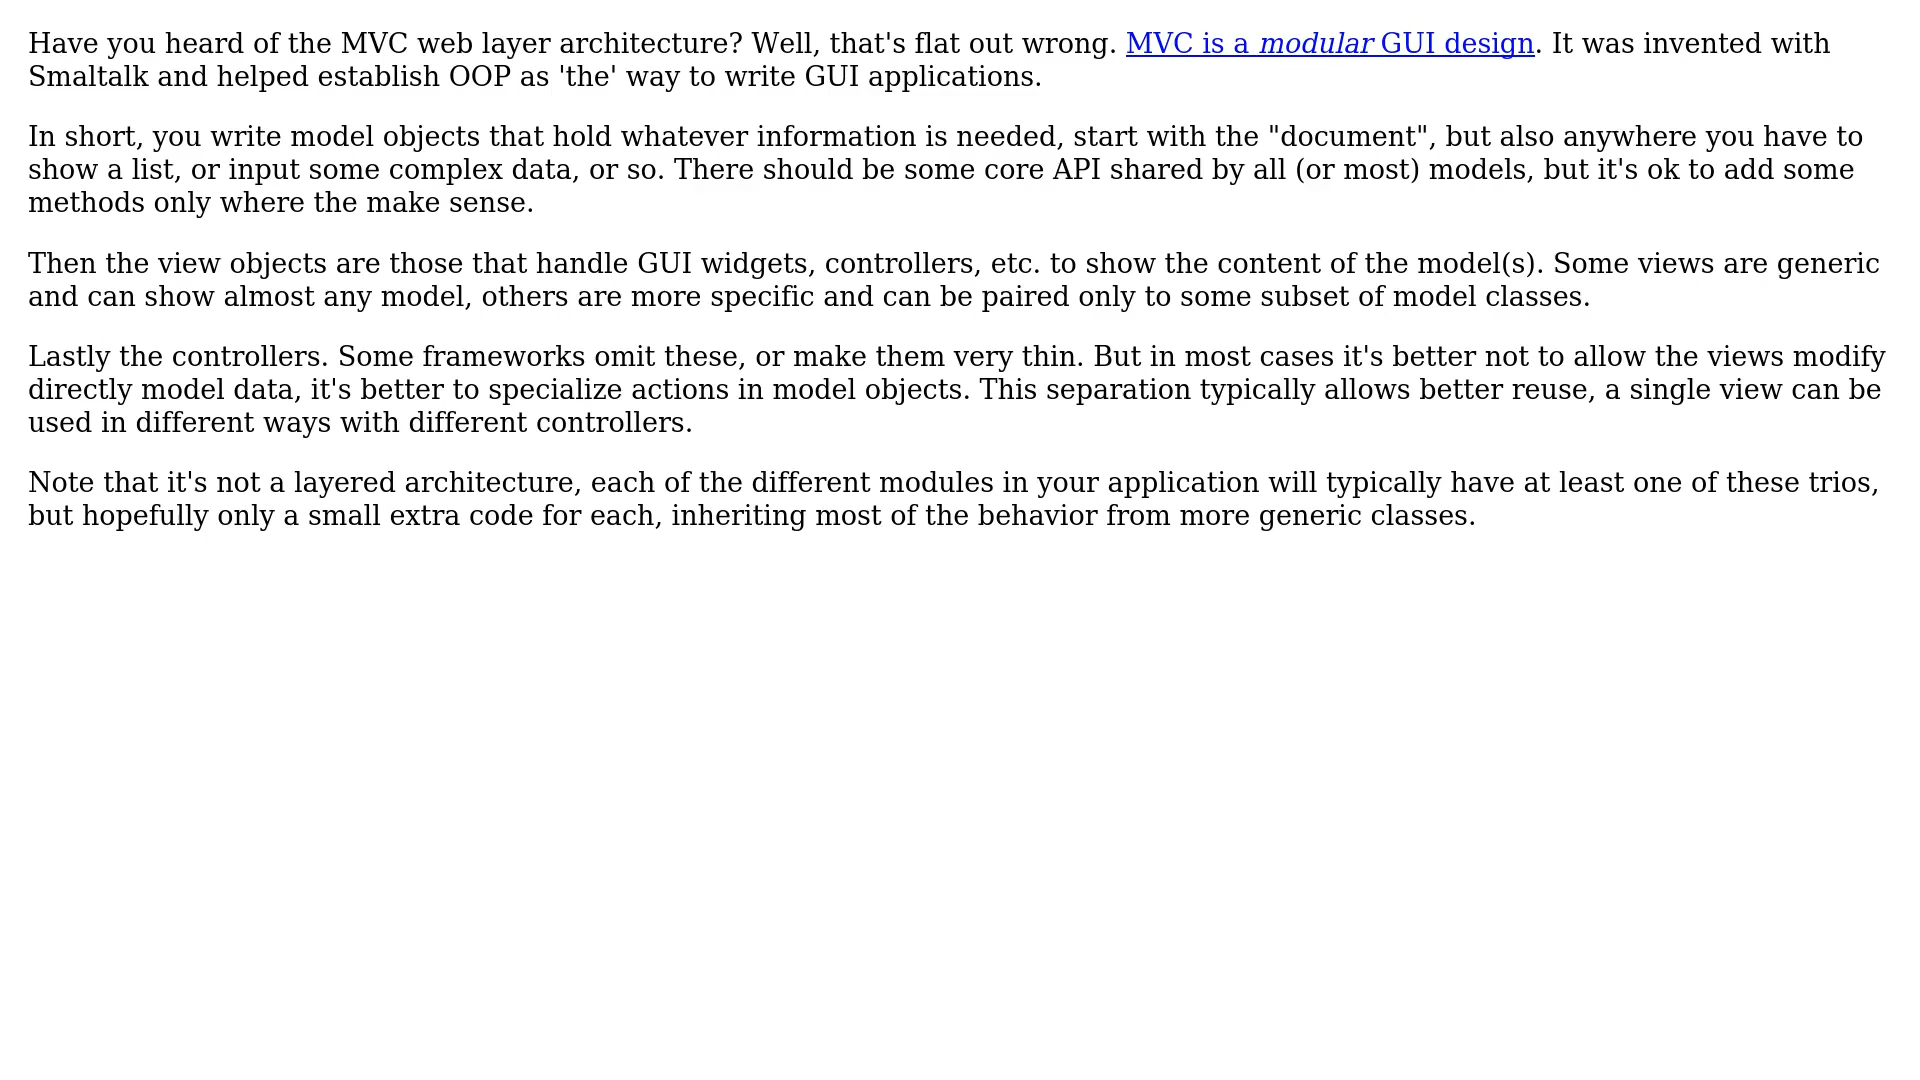 Have you heard of the MVC web layer architecture? Well, that's flat out wrong. MVC is a modular GUI design. It was invented with
Smaltalk and helped establish OOP as 'the' way to write GUI applications.
In short, you write model objects that hold whatever information is needed, start with the "document", but also anywhere you have to
show a list, or input some complex data, or so. There should be some core API shared by all (or most) models, but it's ok to add some
methods only where the make sense.
Then the view objects are those that handle GUI widgets, controllers, etc. to show the content of the model(s). Some views are generic
and can show almost any model, others are more specific and can be paired only to some subset of model classes.
Lastly the controllers. Some frameworks omit these, or make them very thin. But in most cases it's better not to allow the views modify
directly model data, it's better to specialize actions in model objects. This separation typically allows better reuse, a single view can be
used in different ways with different controllers.
Note that it's not a layered architecture, each of the different modules in your application will typically have at least one of these trios,
but hopefully only a small extra code for each, inheriting most of the behavior from more generic classes.